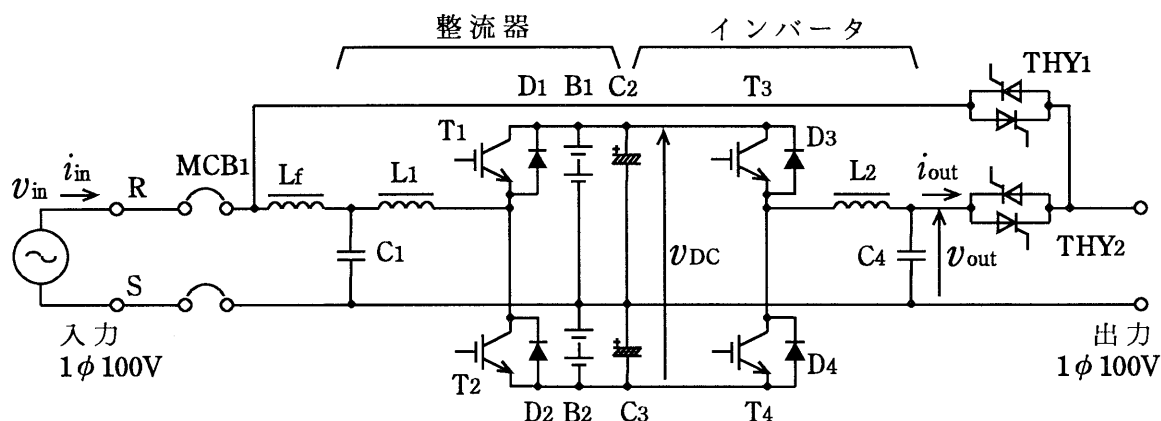 整流器 インバータ
THY1
D1 B1 C2 T3
T1 D3
MCB1
iin R Lf L1 L2 iout
vin
C1 vDC C4 vout THY2
S
入力 出力
1φ100V 1φ100V
T2 D4
D2 B2 C3 T4